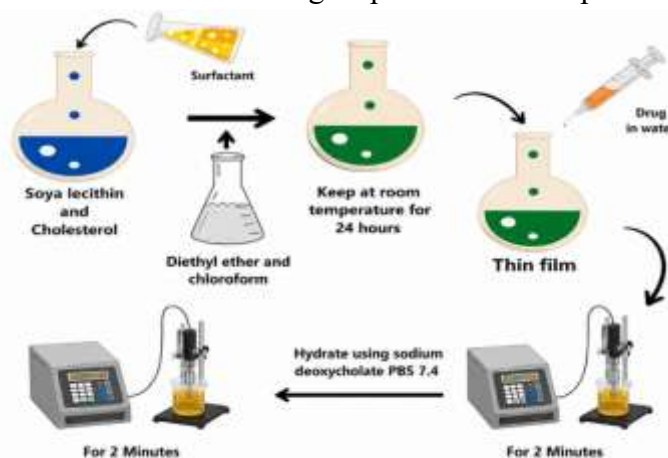 Surfactant
Drug
in wate
Soya lecithin
and
Cholesterol
Keep at room
temperature for
24 hours
Diethyl ether and
chloroform
Thin film
Hydrate using sodium
deoxycholate PBS 7.4
For 2 Minutes
For 2 Minutes